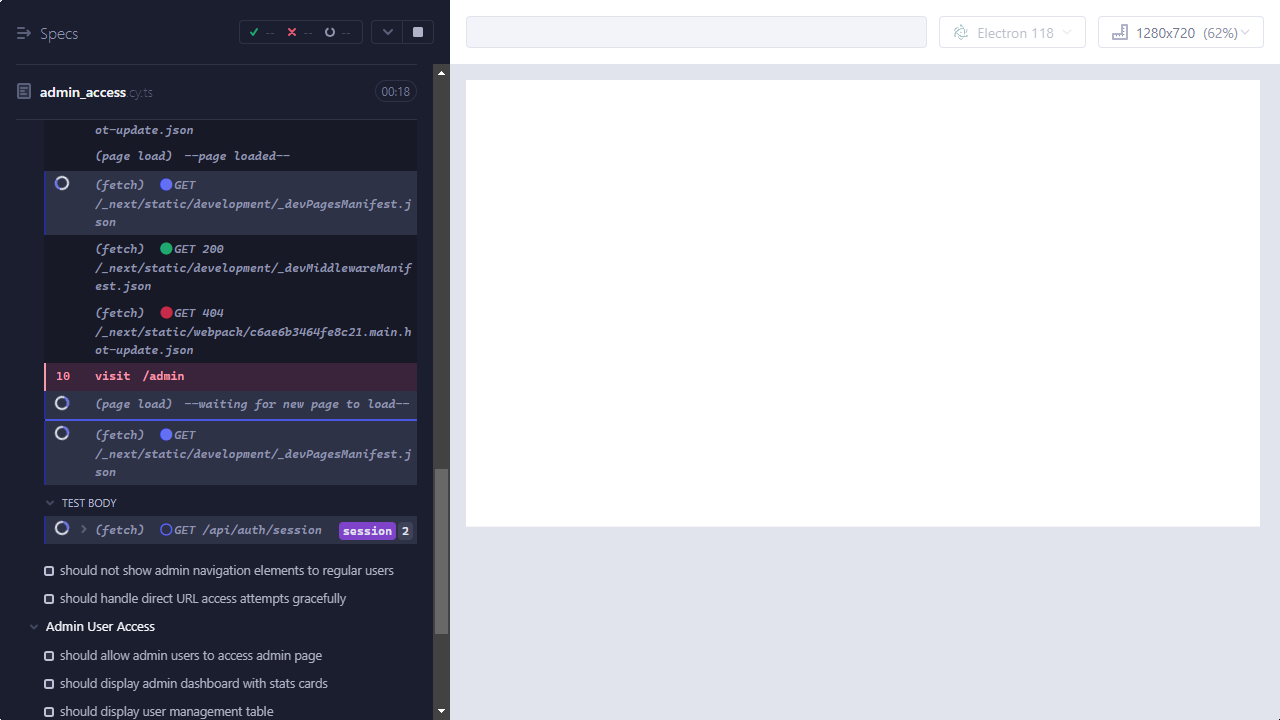 Specs
--
--
--
Electron 118
1280x720 (62%)
admin_access.cy.ts
00:18
ot-update.json
(page load) --page loaded--
(fetch) GET
/_next/static/development/_devPagesManifest.j
son
(fetch) GET 200
/_next/static/development/_devMiddlewareManif
est.json
(fetch) GET 404
/_next/static/webpack/c6ae6b3464fe8c21.main.h
ot-update.json
10 visit /admin
(page load) --waiting for new page to load--
(fetch) GET
/_next/static/development/_devPagesManifest.j
son
TEST BODY
(fetch) GET /api/auth/session session 2
should not show admin navigation elements to regular users
should handle direct URL access attempts gracefully
Admin User Access
should allow admin users to access admin page
should display admin dashboard with stats cards
should display user management table